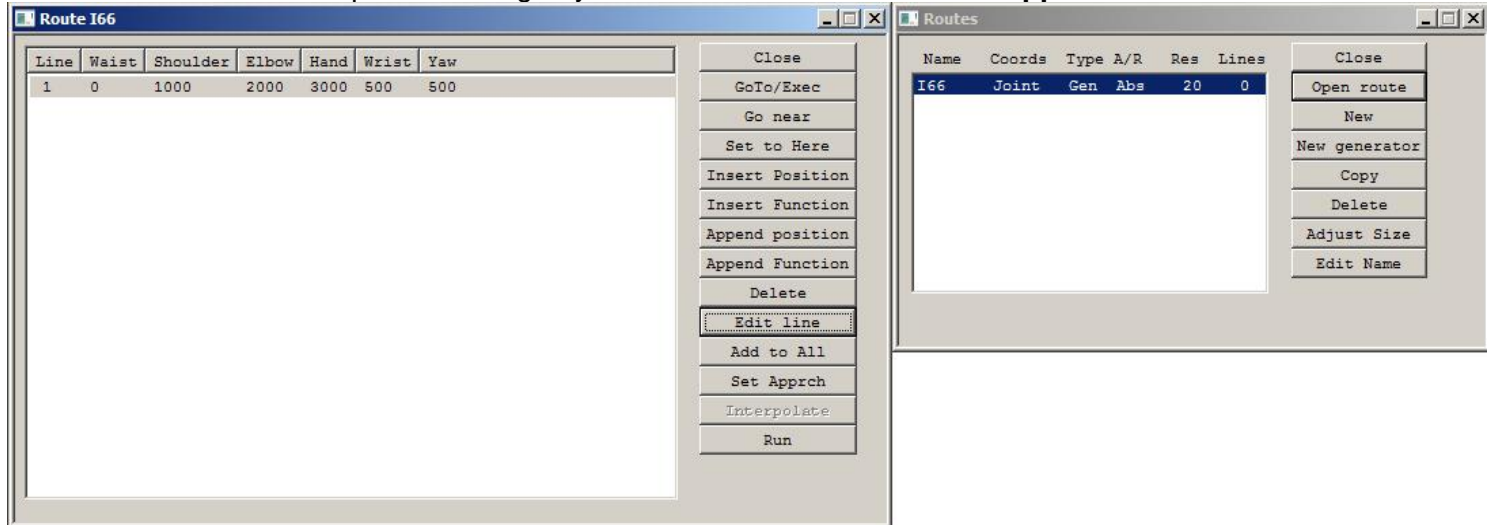 Route I66
Line Waist Shoulder Elbow Hand Wrist Yaw
1 0 1000 2000 3000 500 500
Close
GoTo/Exec
Go near
Set to Here
Insert Position
Insert Function
Append position
Append Function
Delete
Edit line
Add to All
Set Apprch
Interpolate
Run
Routes
Name Coords Type A/R Res Lines
I66 Joint Gen Abs 20 0
Close
Open route
New
New generator
Copy
Delete
Adjust Size
Edit Name